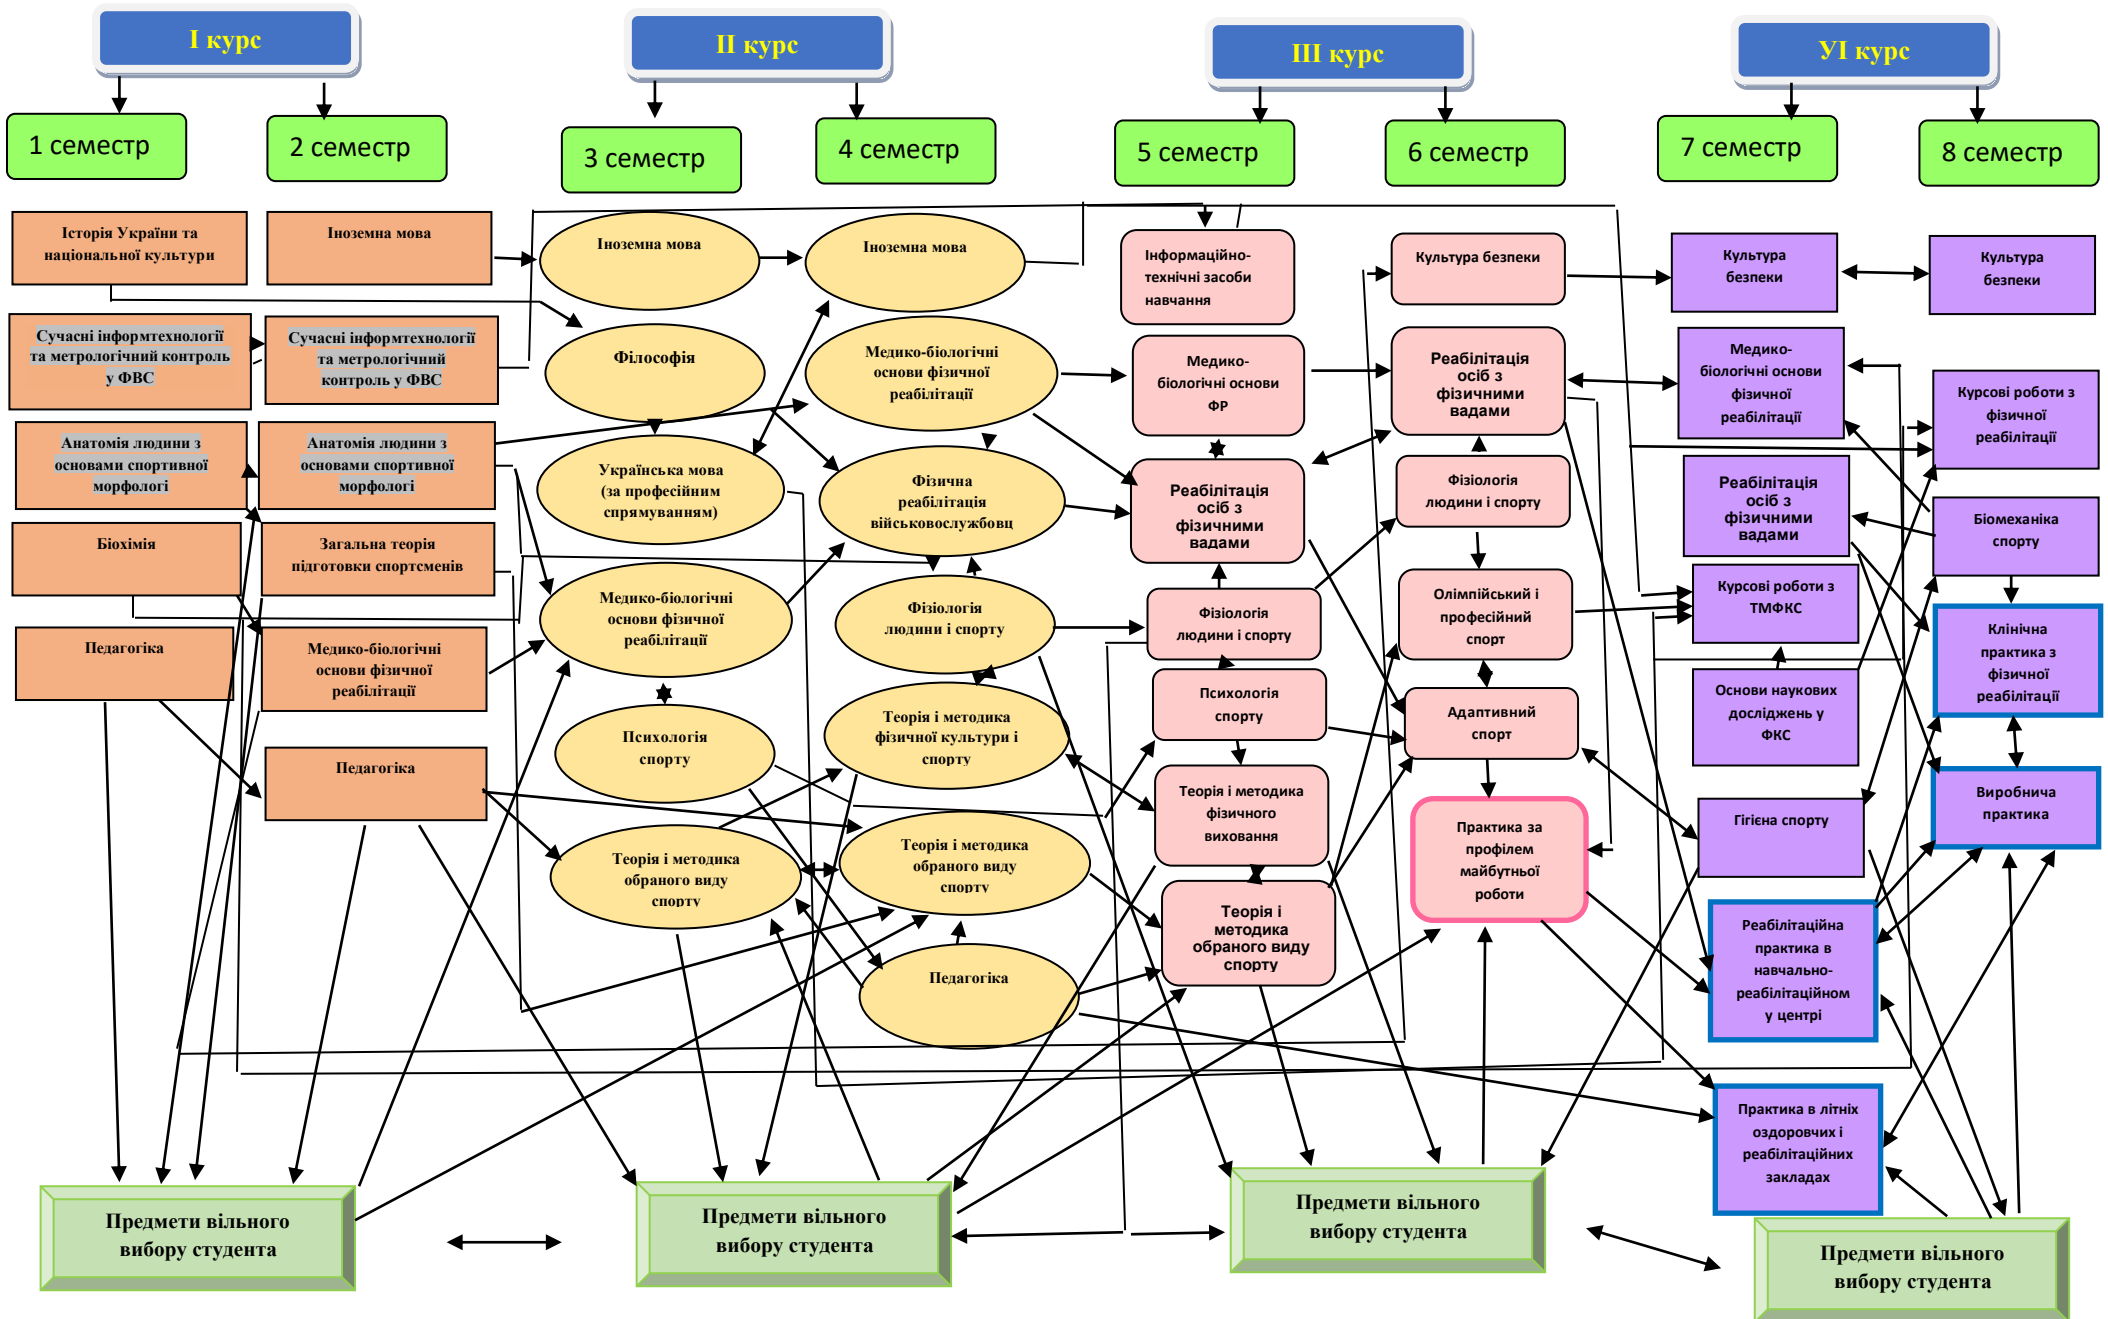 І курс
ІІ курс
ІІІ курс
УІ курс
1 семестр
2 семестр
3 семестр
4 семестр
5 семестр
6 семестр
7 семестр
8 семестр
Історія України та
національної культури
Сучасні інформтехнології
та метрологічний контроль
у ФВС
Анатомія людини з
основами спортивної
морфологі
Біохімія
Педагогіка
Іноземна мова
Сучасні інформтехнології
та метрологічний
контроль у ФВС
Анатомія людини з
основами спортивної
морфологі
Загальна теорія
підготовки спортсменів
Медико-біологічні
основи фізичної
реабілітації
Педагогіка
Іноземна мова
Філософія
Українська мова
(за професійним
спрямуванням)
Медико-біологічні
основи фізичної
реабілітації
Психологія
спорту
Теорія і методика
обраного виду
спорту
Іноземна мова
Медико-біологічні
основи фізичної
реабілітації
Фізична
реабілітація
військовослужбовц
Фізіологія
людини і спорту
Теорія і методика
фізичної культури і
спорту
Теорія і методика
обраного виду
спорту
Педагогіка
Інформаційно-
технічні засоби
навчання
Медико-
біологічні основи
ФР
Реабілітація
осіб з
фізичними
вадами
Фізіологія
людини і спорту
Психологія
спорту
Теорія і методика
фізичного
виховання
Теорія і
методика
обраного виду
спорту
Культура безпеки
Реабілітація
осіб з
фізичними
вадами
Фізіологія
людини і спорту
Олімпійський і
професійний
спорт
Адаптивний
спорт
Практика за
профілем
майбутньої
роботи
Культура
безпеки
Медико-
біологічні основи
фізичної
реабілітації
Реабілітація
осіб з
фізичними
вадами
Курсові роботи з
ТМФКС
Основи наукових
досліджень у
ФКС
Гігієна спорту
Реабілітаційна
практика в
навчально-
реабілітаційном
у центрі
Практика в літніх
оздоровчих і
реабілітаційних
закладах
Культура
безпеки
Курсові роботи з
фізичної
реабілітації
Біомеханіка
спорту
Клінічна
практика з
фізичної
реабілітації
Виробнича
практика
Предмети вільного
вибору студента
Предмети вільного
вибору студента
Предмети вільного
вибору студента
Предмети вільного
вибору студента